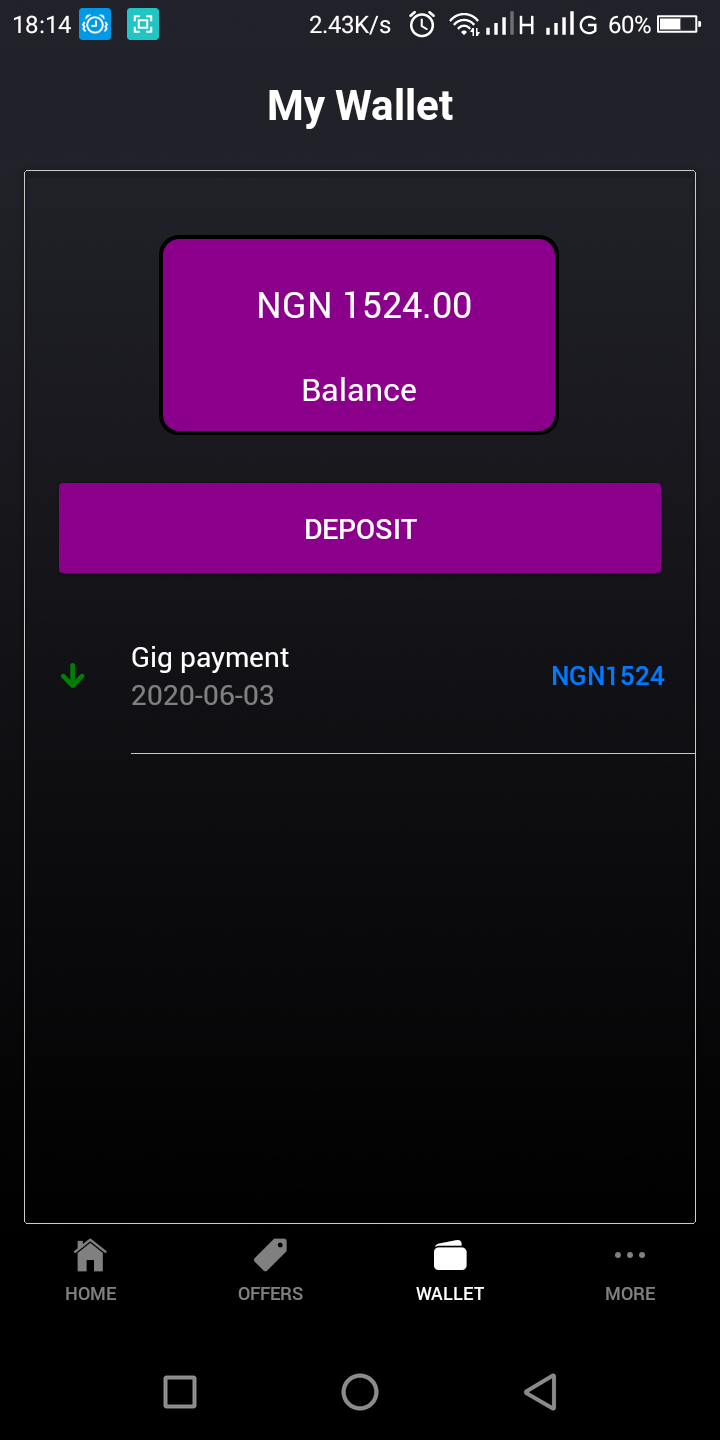 18:14 2.43K/s H G 60%
My Wallet
NGN 1524.00
Balance
DEPOSIT
Gig payment
2020-06-03
NGN1524
HOME OFFERS WALLET MORE